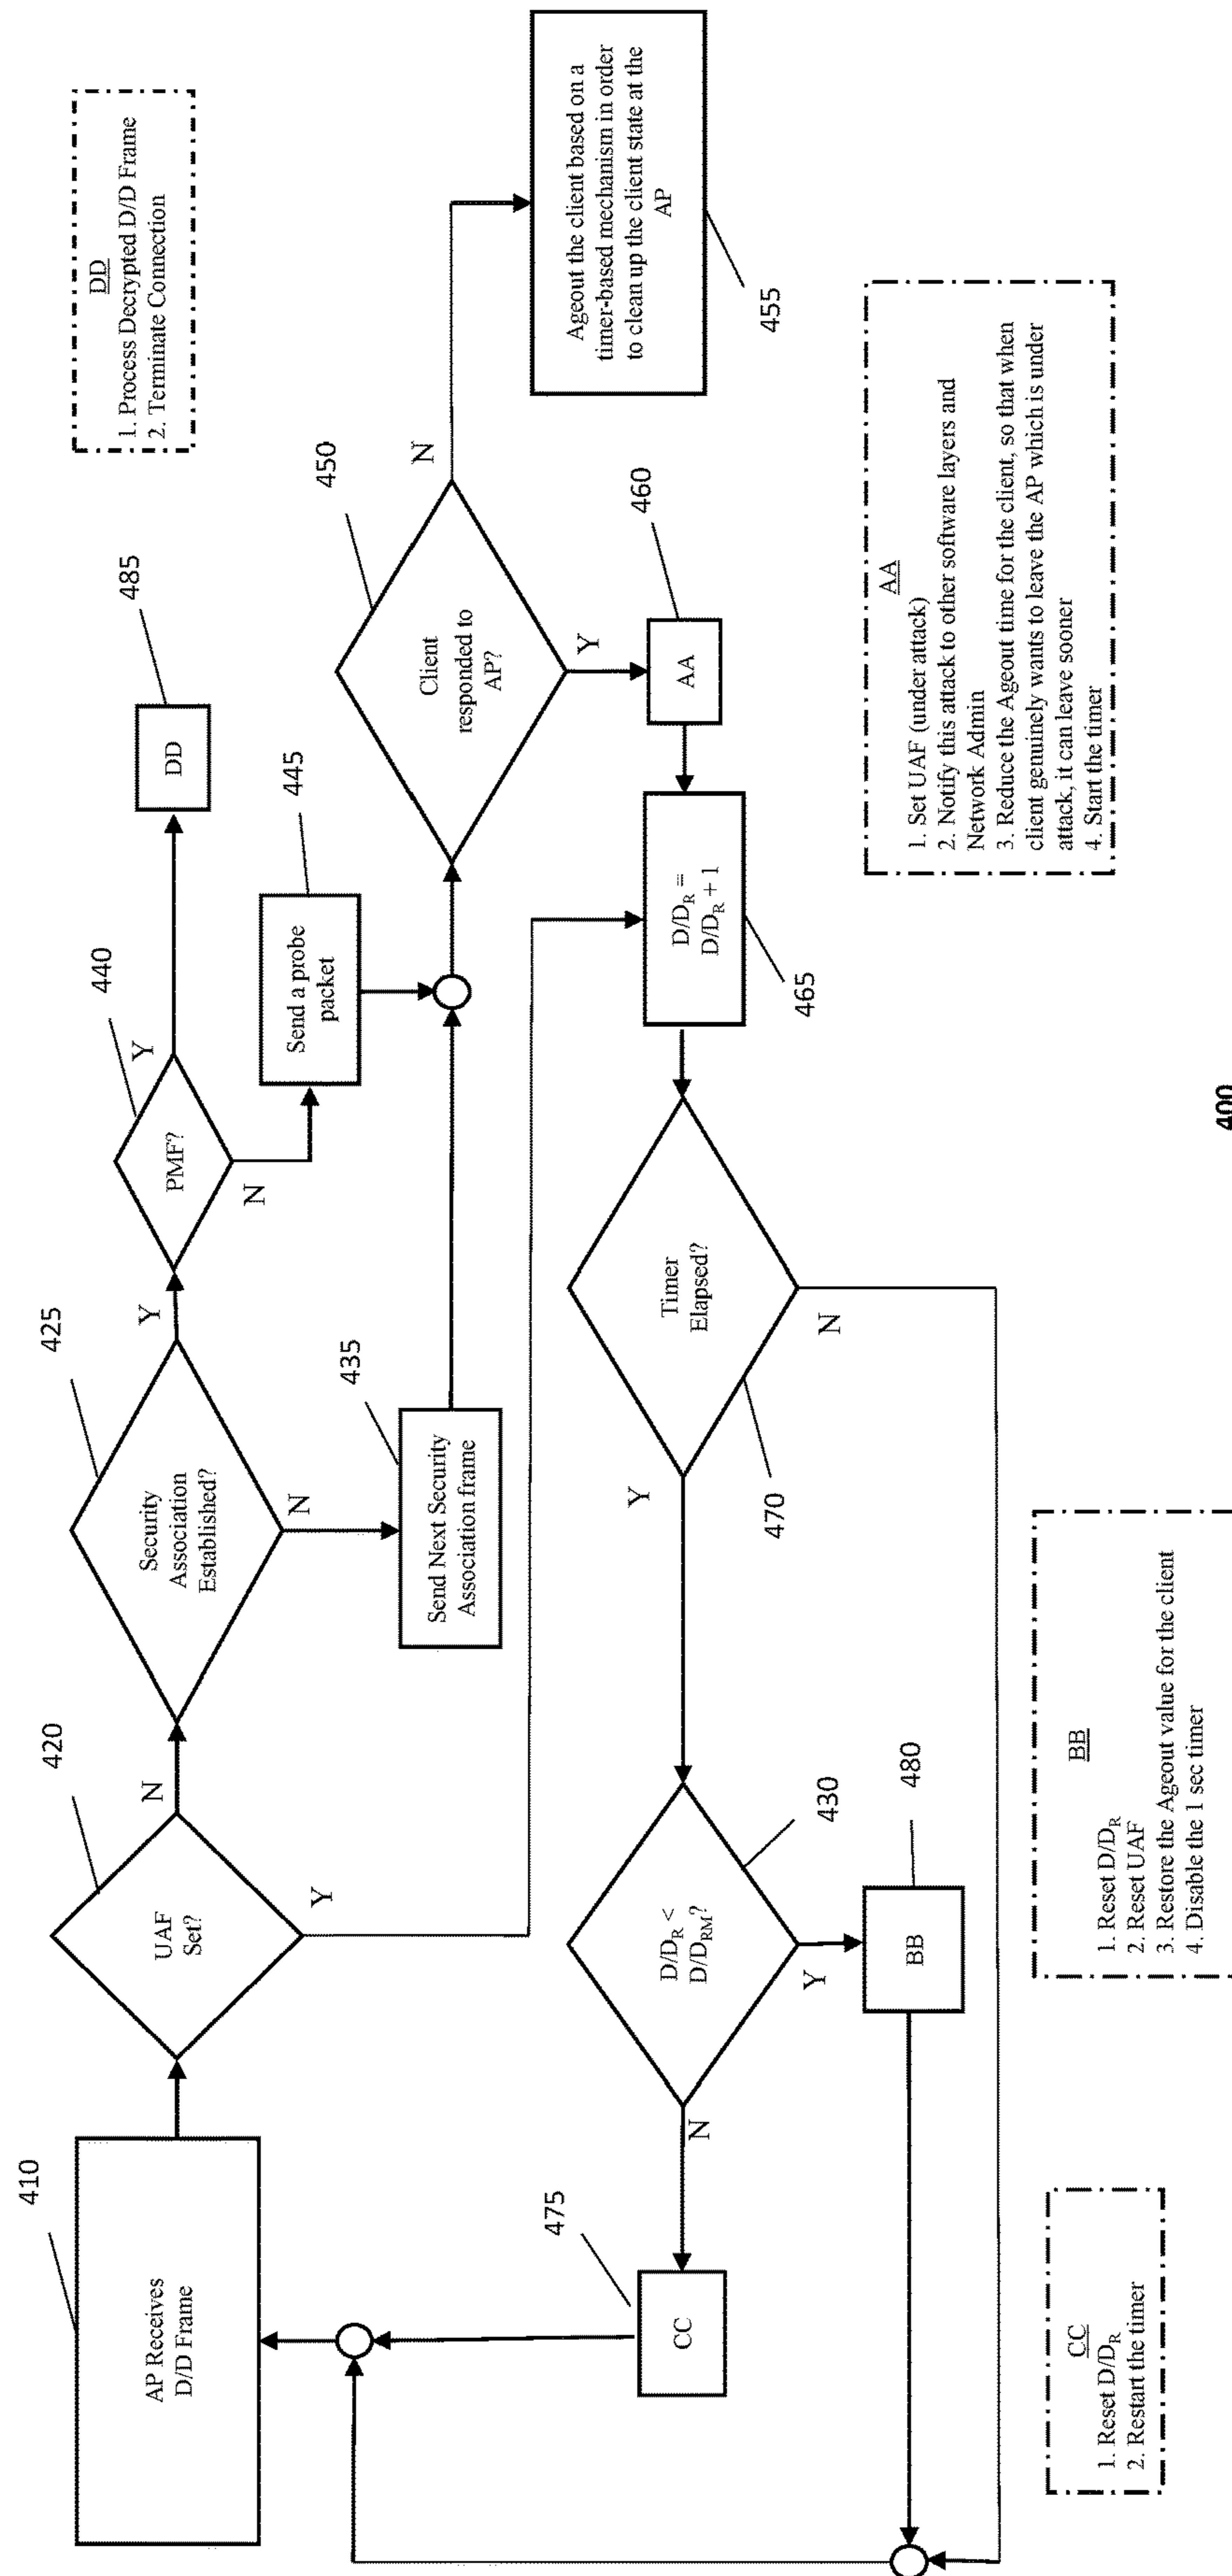 410
AP Receives
D/D Frame
420
UAF
Set?
N
Y
425
Security
Association
Established?
Y
N
435
Send Next Security
Association frame
440
PMF?
Y
N
485
DD
445
Send a probe
packet
450
Client
responded to
AP?
N
Y
Ageout the client based on a
timer-based mechanism in order
to clean up the client state at the
AP
455
460
AA
D/DR =
D/DR + 1
465
Timer
Elapsed?
Y
N
470
D/DR <
D/DRM?
430
N
Y
475
CC
480
BB
DD
1. Process Decrypted D/D Frame
2. Terminate Connection
AA
1. Set UAF (under attack)
2. Notify this attack to other software layers and
Network Admin
3. Reduce the Ageout time for the client, so that when
client genuinely wants to leave the AP which is under
attack, it can leave sooner
4. Start the timer
BB
1. Reset D/DR
2. Reset UAF
3. Restore the Ageout value for the client
4. Disable the 1 sec timer
CC
1. Reset D/DR
2. Restart the timer
400